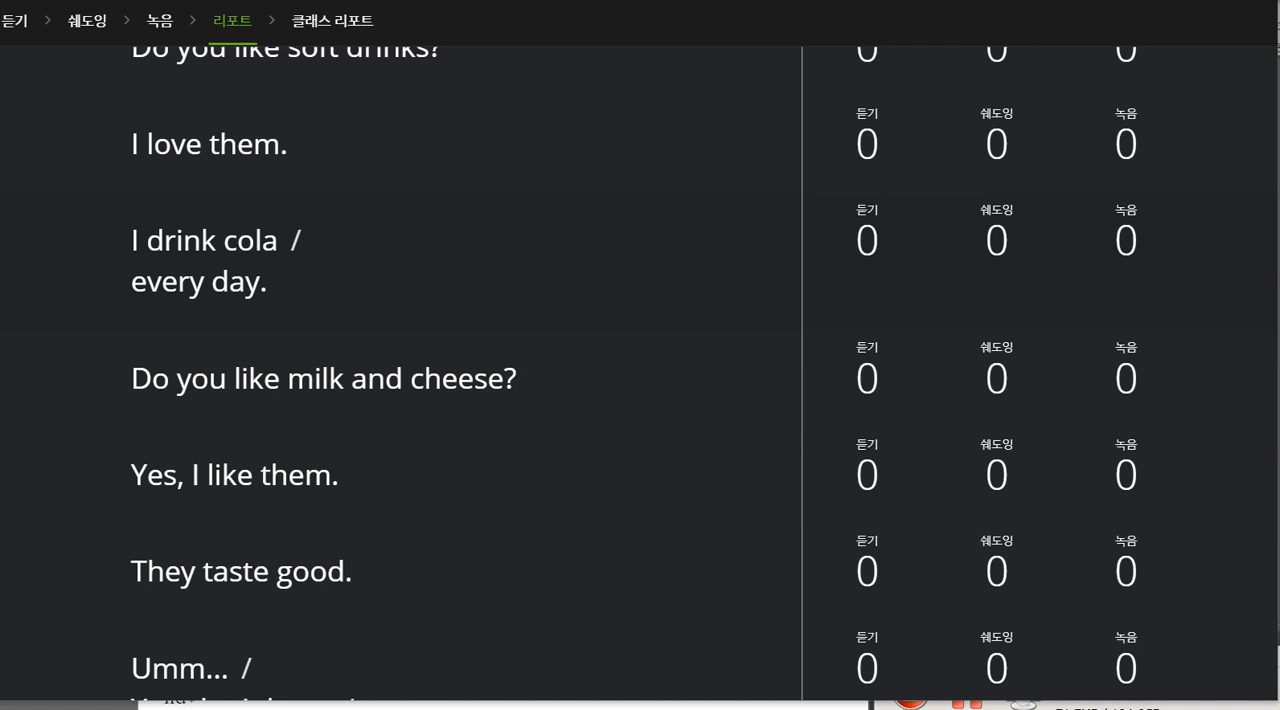 듣기 > 쉐도잉 > 녹음 > 리포트 > 클래스 리포트
Do you like soft drinks?
0 0 0
듣기 쉐도잉 녹음
I love them.
0 0 0
듣기 쉐도잉 녹음
I drink cola /
0 0 0
every day.
듣기 쉐도잉 녹음
Do you like milk and cheese?
0 0 0
듣기 쉐도잉 녹음
Yes, I like them.
0 0 0
듣기 쉐도잉 녹음
They taste good.
0 0 0
듣기 쉐도잉 녹음
Umm... /
0 0 0